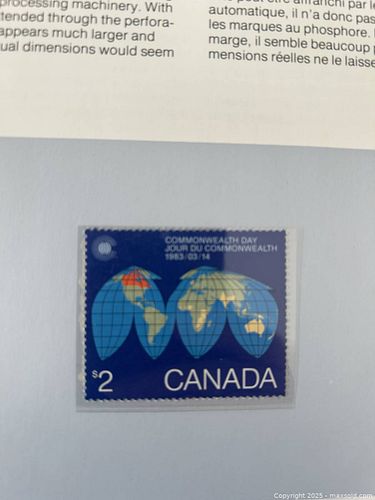 processing machinery. With
tended through the perfora-
appears much larger and
ual dimensions would seem
automatique, il n'a donc pas
les marques au phosphore.
marge, il semble beaucoup
mensions réelles ne le laisse
COMMONWEALTH DAY
JOUR DU COMMONWEALTH
1983/03/14
$2
CANADA
Copyright 2025 - maxsold.com